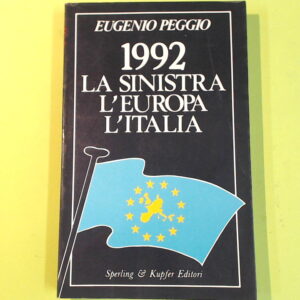 EUGENIO PEGGIO
1992
LA SINISTRA
L'EUROPA
L'ITALIA
Sperling & Kupfer Editori